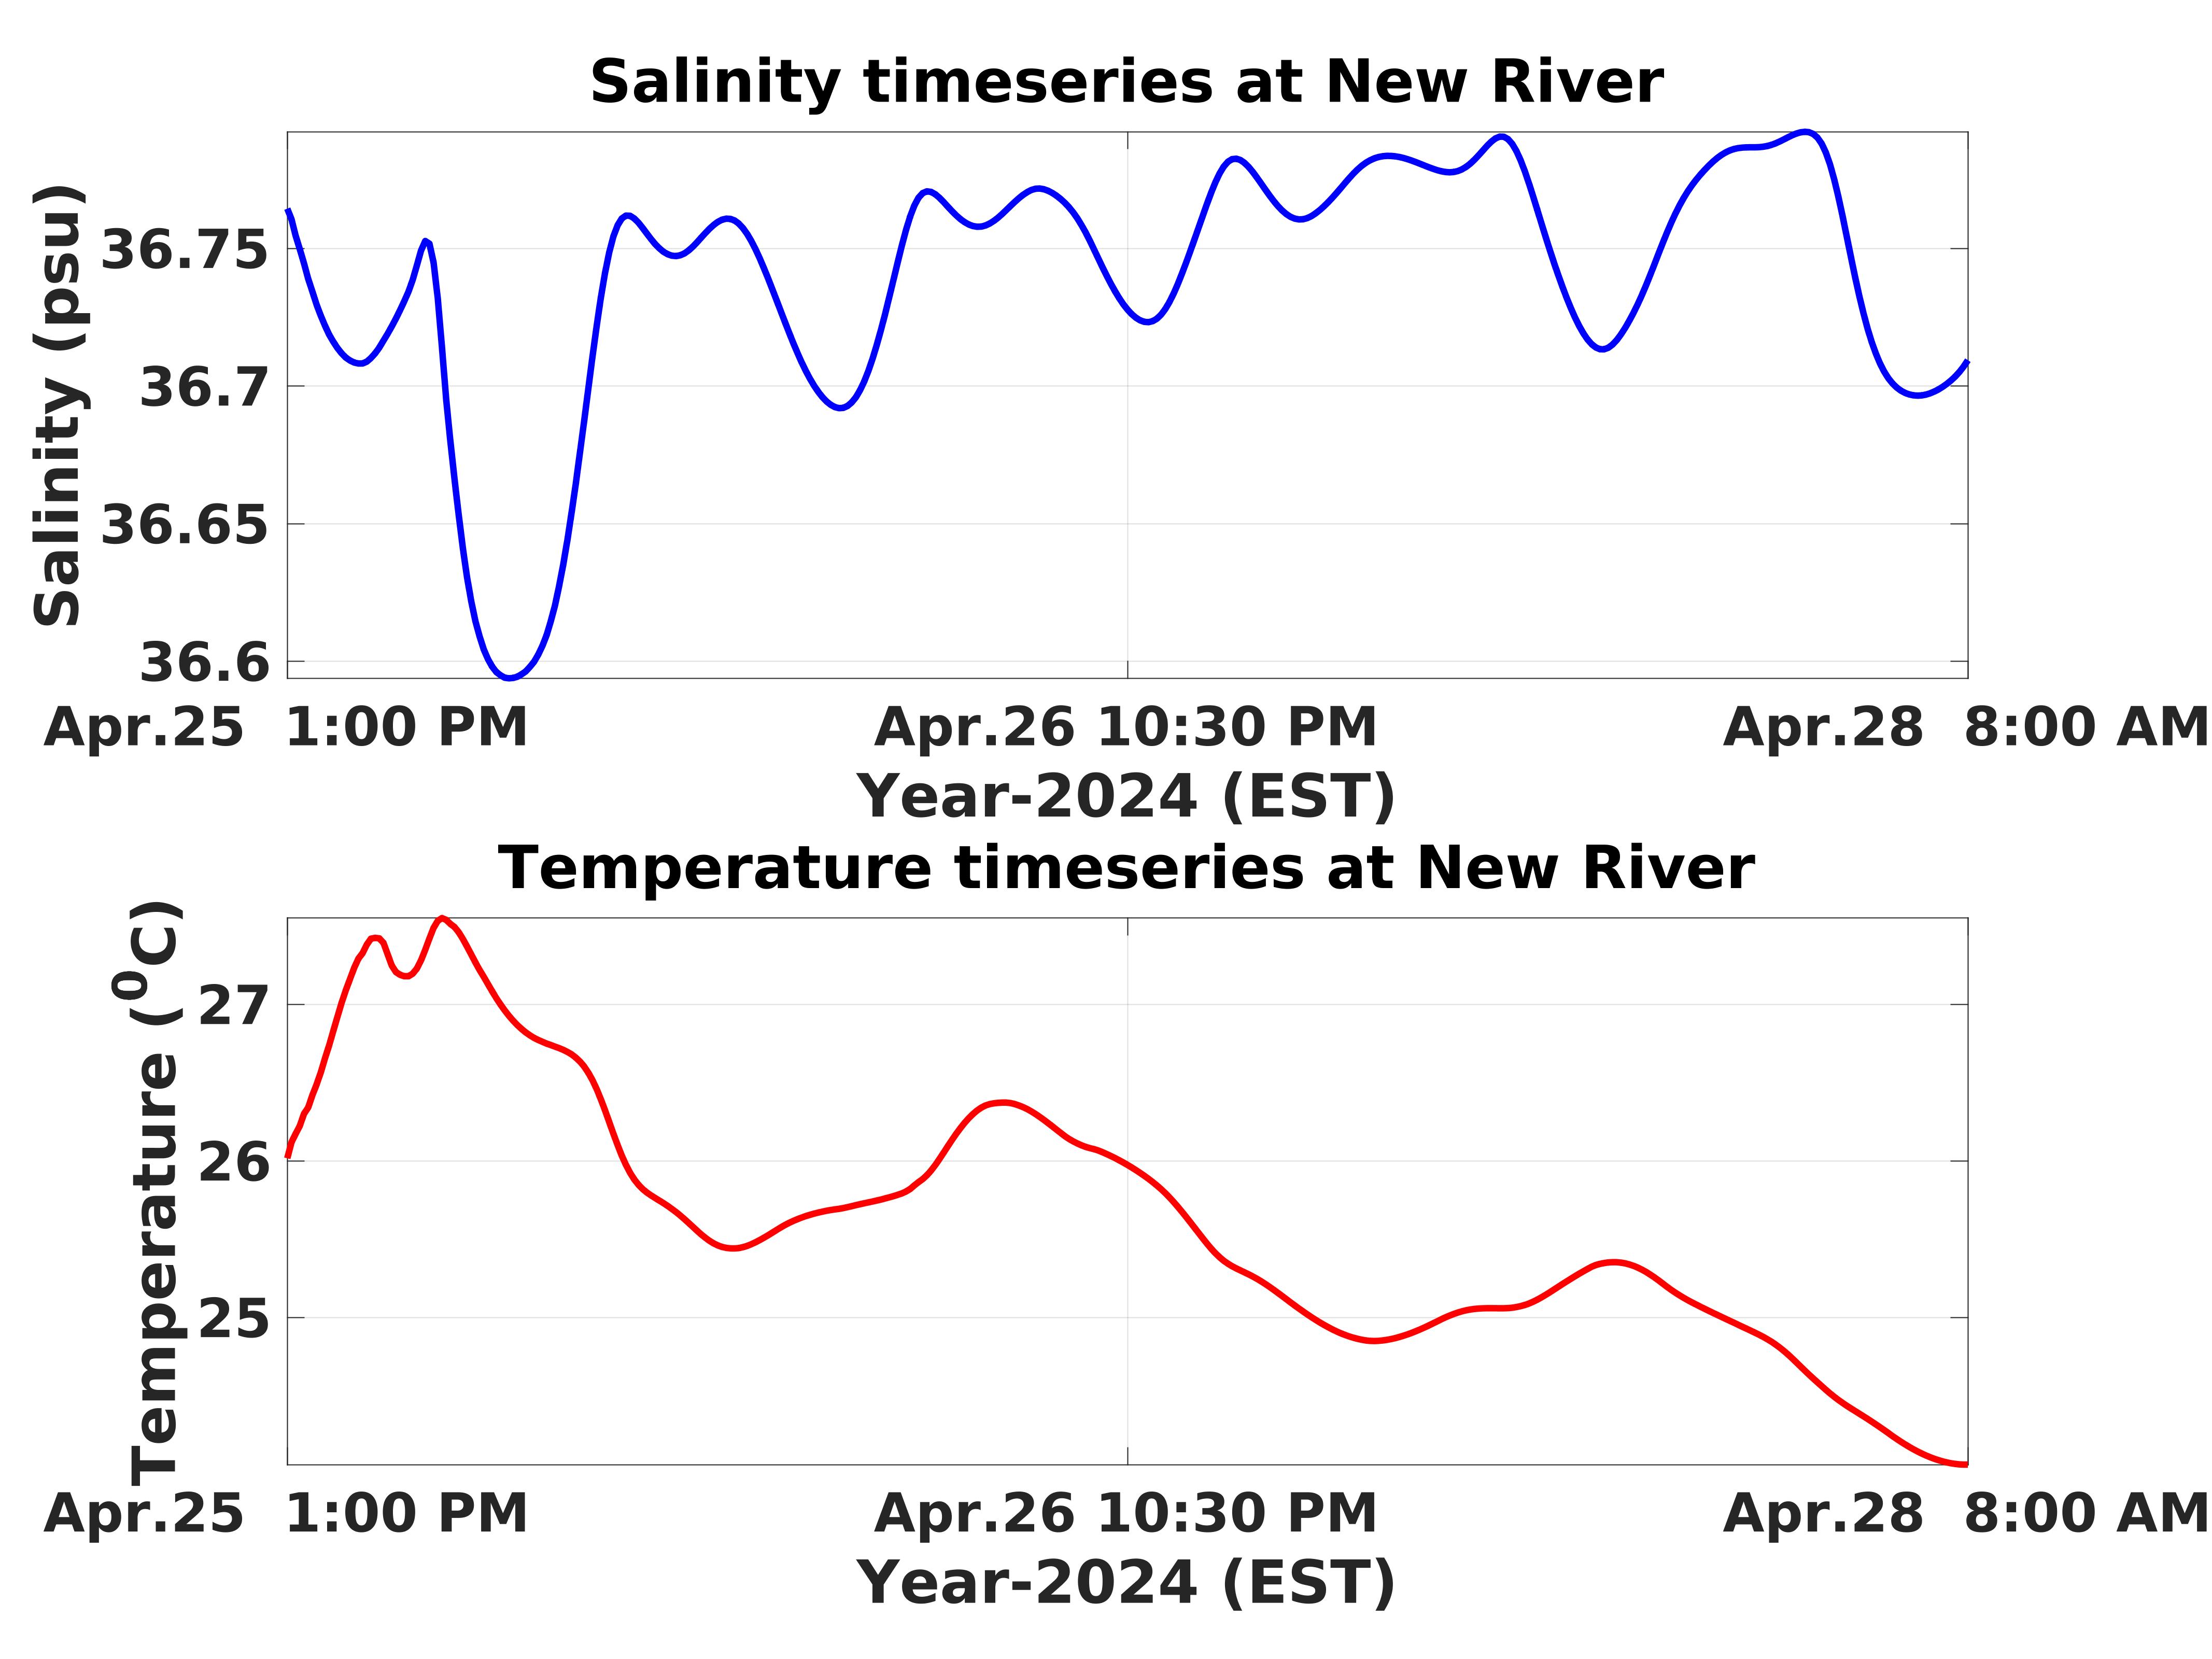 Salinity timeseries at New River
Salinity (psu)
36.75
36.7
36.65
36.6
Apr.25  1:00 PM
Apr.26 10:30 PM
Apr.28  8:00 AM
Year-2024 (EST)
Temperature timeseries at New River
Temperature (⁰C)
27
26
25
Apr.25  1:00 PM
Apr.26 10:30 PM
Apr.28  8:00 AM
Year-2024 (EST)